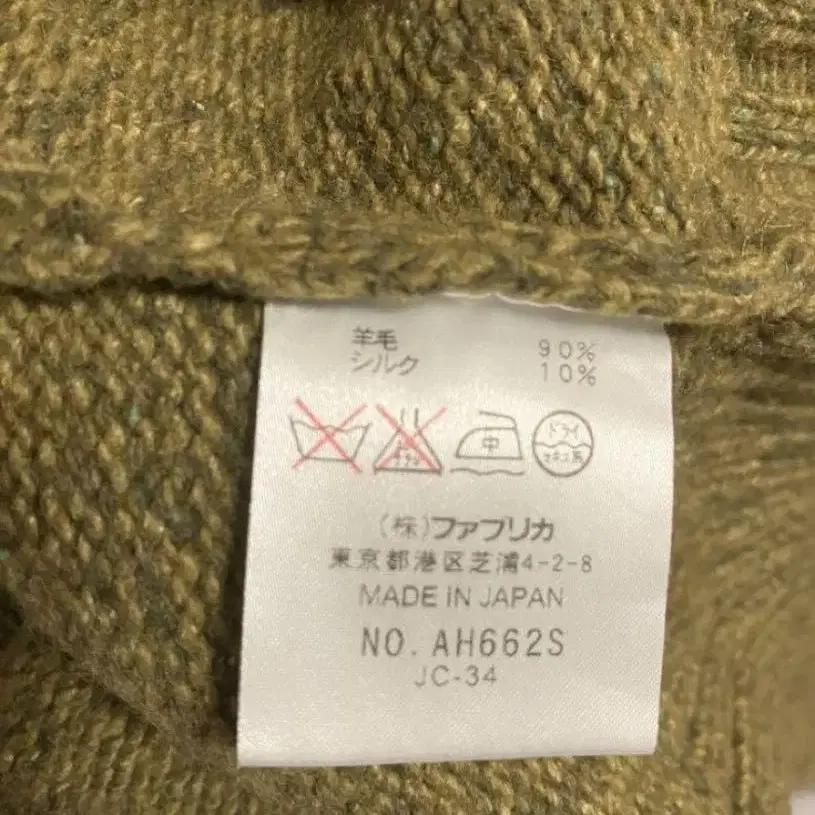 羊毛 90%
シルク 10%
中
ドライ
(株)ファブリカ
東京都港区芝浦4-2-8
MADE IN JAPAN
NO. AH662S
JC-34